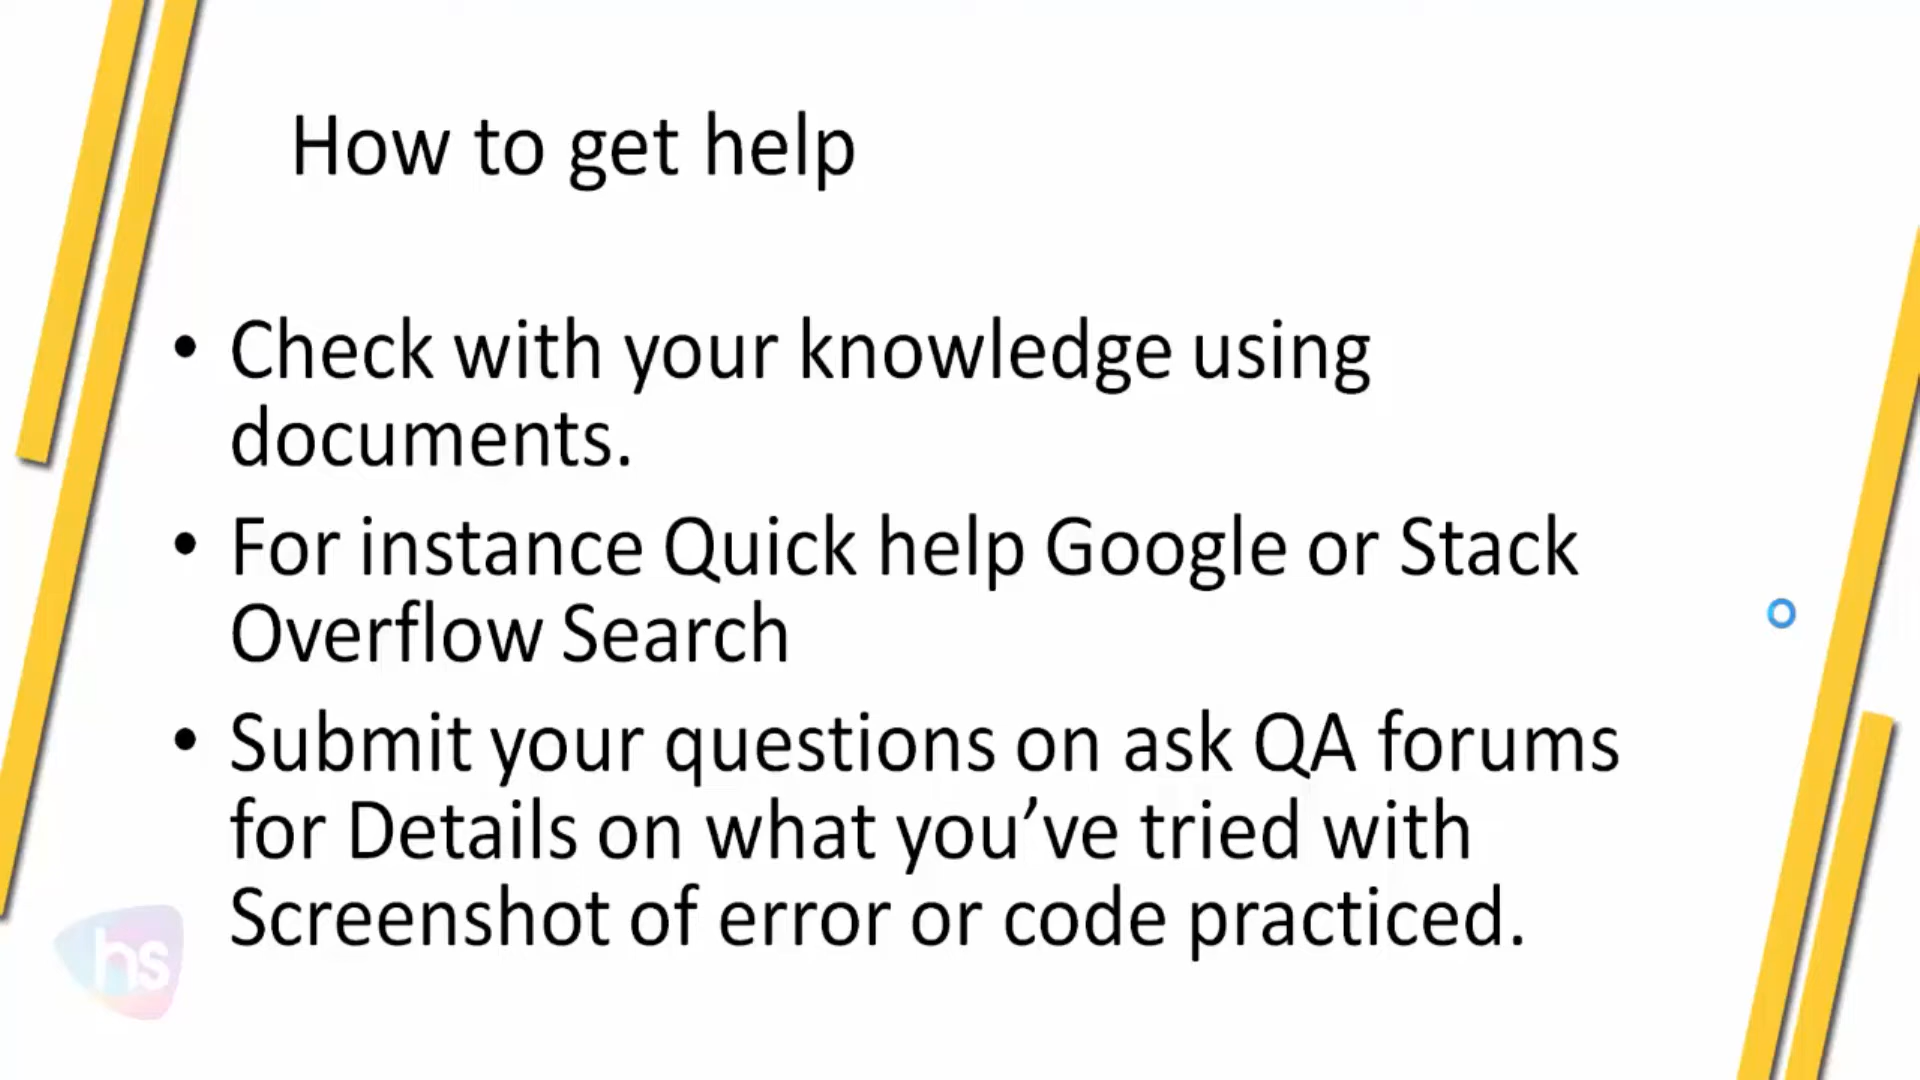 How to get help
• Check with your knowledge using
documents.
• For instance Quick help Google or Stack
Overflow Search
• Submit your questions on ask QA forums
for Details on what you’ve tried with
Screenshot of error or code practiced.
hs